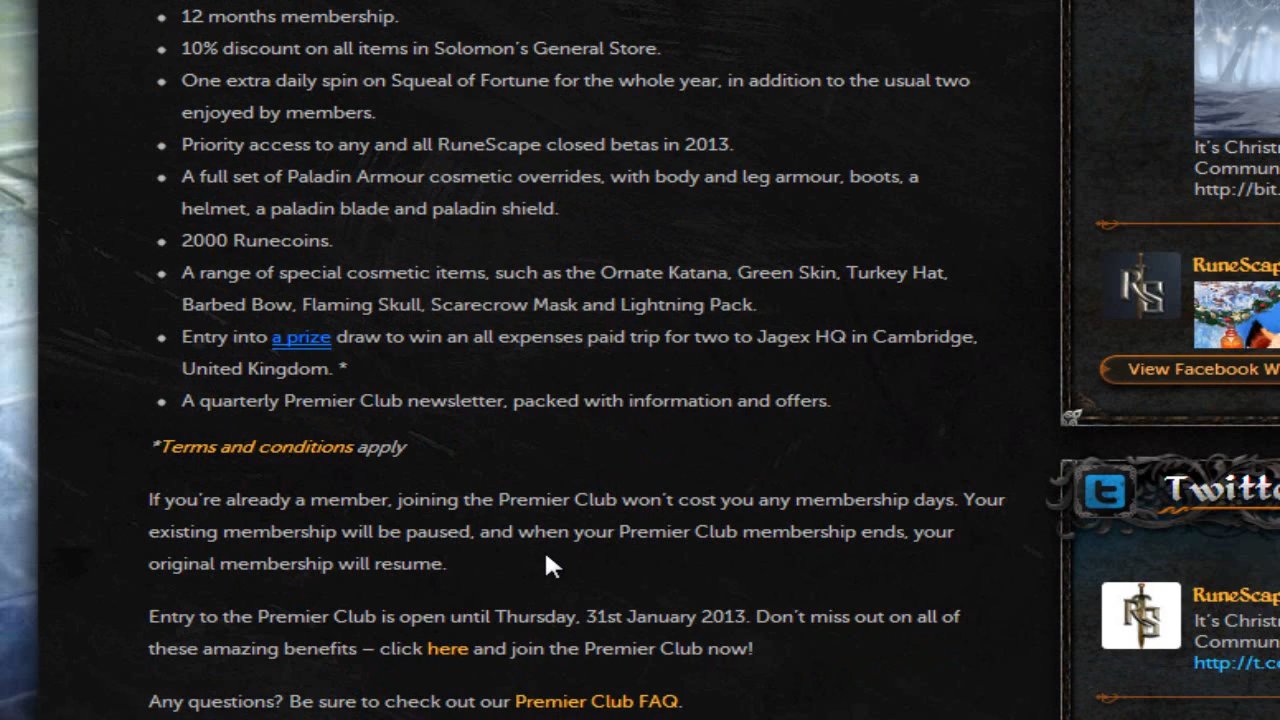 12 months membership.
10% discount on all items in Solomon's General Store.
One extra daily spin on Squeal of Fortune for the whole year, in addition to the usual two
enjoyed by members.
Priority access to any and all RuneScape closed betas in 2013.
A full set of Paladin Armour cosmetic overrides, with body and leg armour, boots, a
helmet, a paladin blade and paladin shield.
2000 Runecoins.
A range of special cosmetic items, such as the Ornate Katana, Green Skin, Turkey Hat,
Barbed Bow, Flaming Skull, Scarecrow Mask and Lightning Pack.
Entry into a prize draw to win an all expenses paid trip for two to Jagex HQ in Cambridge,
United Kingdom. *
A quarterly Premier Club newsletter, packed with information and offers.
*Terms and conditions apply
If you're already a member, joining the Premier Club won't cost you any membership days. Your
existing membership will be paused, and when your Premier Club membership ends, your
original membership will resume.
Entry to the Premier Club is open until Thursday, 31st January 2013. Don't miss out on all of
these amazing benefits – click here and join the Premier Club now!
Any questions? Be sure to check out our Premier Club FAQ.
It's Christ
Commun
http://bit.
RS
RuneScap
View Facebook W
Twitte
RS
RuneScap
It's Christ
Commun
http://t.c